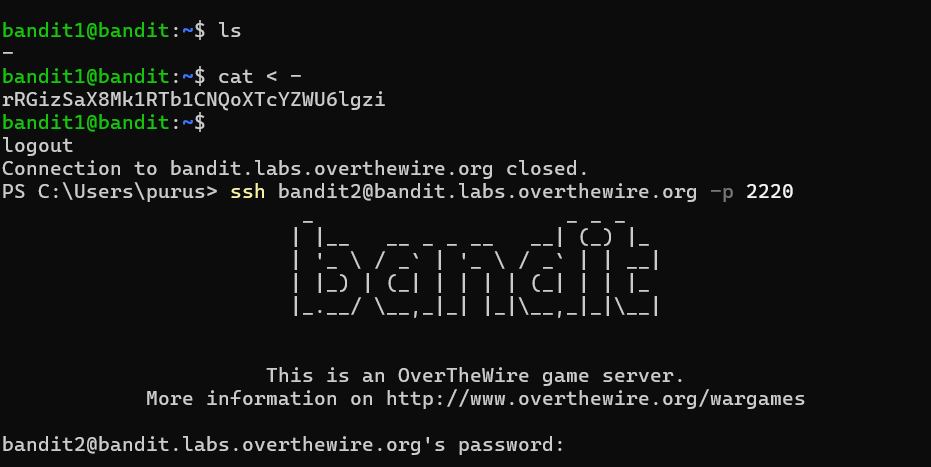 bandit1@bandit:~$ ls
-
bandit1@bandit:~$ cat < -
rRGizSaX8Mk1RTb1CNQoXTcYZWU6lgzi
bandit1@bandit:~$
logout
Connection to bandit.labs.overthewire.org closed.
PS C:\Users\purus> ssh bandit2@bandit.labs.overthewire.org -p 2220
                         _                     _ _ _
                        | |__   __ _ _ __   __| (_) |_
                        | '_ \ / _` | '_ \ / _` | | __|
                        | |_) | (_| | | | | (_| | | |_
                        |_.__/ \__,_|_| |_|\__,_|_|\__|
This is an OverTheWire game server.
More information on http://www.overthewire.org/wargames
bandit2@bandit.labs.overthewire.org's password: